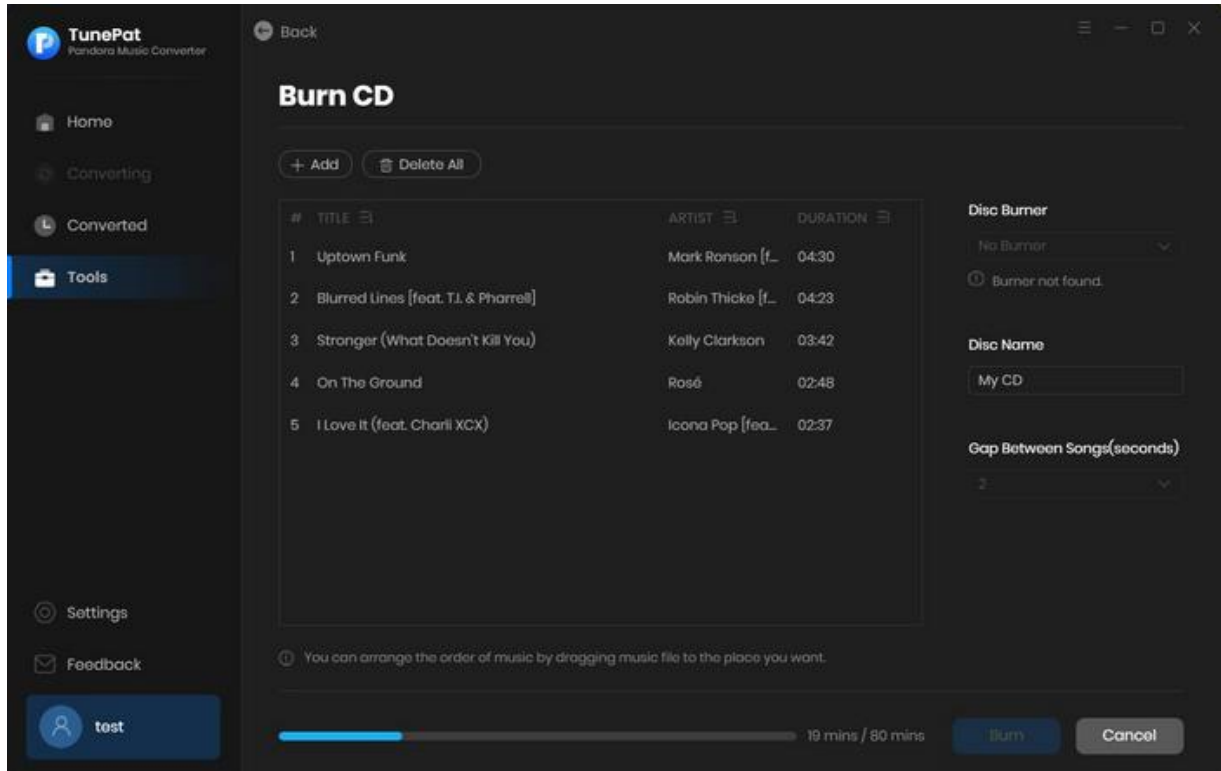 TunePat
Pandora Music Converter
Back
Home
Converting
Converted
Tools
Settings
Feedback
test
Burn CD
+ Add
Delete All
# TITLE ARTIST DURATION
1 Uptown Funk Mark Ronson [f... 04:30
2 Blurred Lines [feat. T.I. & Pharrell] Robin Thicke [f... 04:23
3 Stronger (What Doesn't Kill You) Kelly Clarkson 03:42
4 On The Ground Rosé 02:48
5 I Love It (feat. Charli XCX) Icona Pop [fea... 02:37
You can arrange the order of music by dragging music file to the place you want.
Disc Burner
No Burner
Burner not found.
Disc Name
My CD
Gap Between Songs(seconds)
2
19 mins / 80 mins
Burn
Cancel